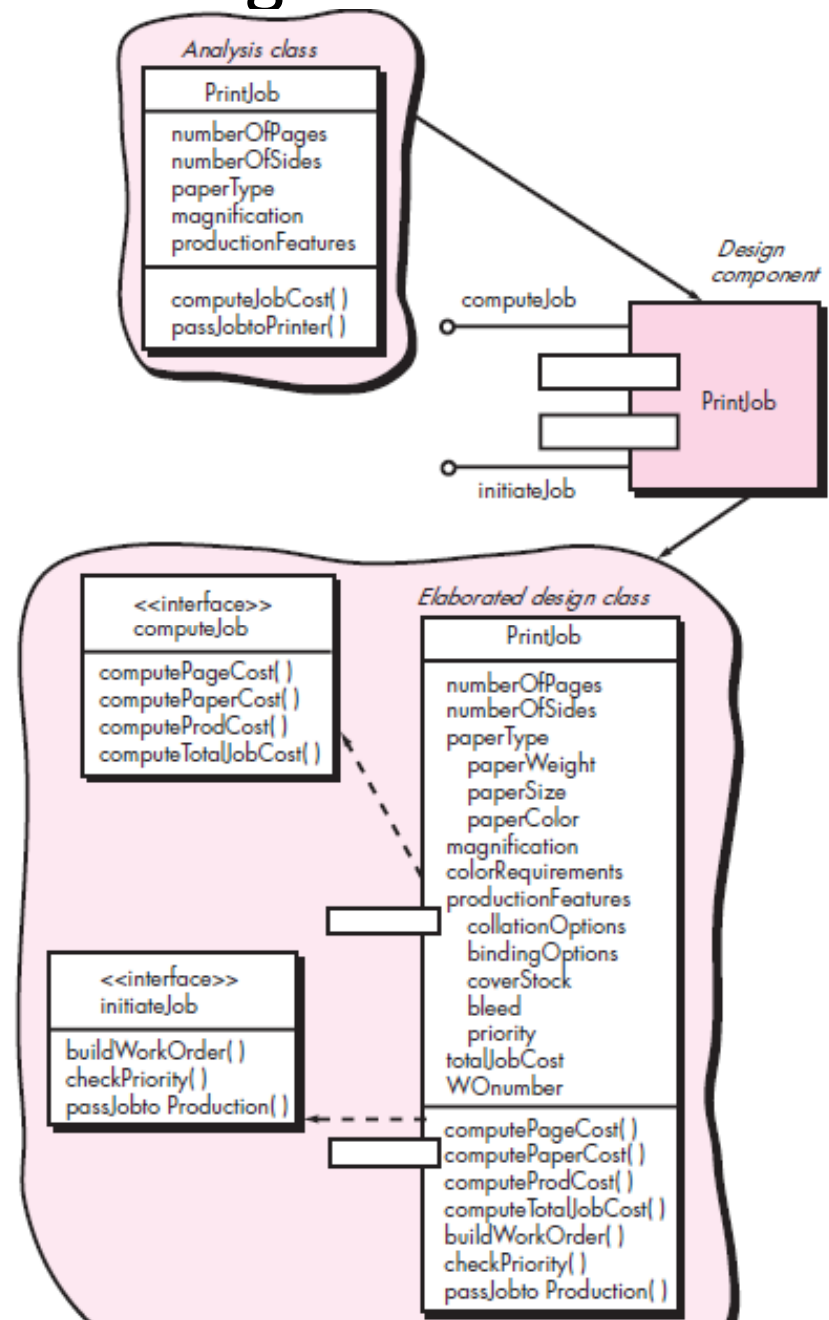 Analysis class
PrintJob
numberOfPages
numberOfSides
paperType
magnification
productionFeatures
computeJobCost( )
passJobtoPrinter( )
Design
component
computeJob
PrintJob
initiateJob
<<interface>>
computeJob
computePageCost( )
computePaperCost( )
computeProdCost( )
computeTotalJobCost( )
Elaborated design class
PrintJob
numberOfPages
numberOfSides
paperType
paperWeight
paperSize
paperColor
magnification
colorRequirements
productionFeatures
collationOptions
bindingOptions
coverStock
bleed
priority
totalJobCost
WOnumber
computePageCost( )
computePaperCost( )
computeProdCost( )
computeTotalJobCost( )
buildWorkOrder( )
checkPriority( )
passJobto Production( )
<<interface>>
initiateJob
buildWorkOrder( )
checkPriority( )
passJobto Production( )